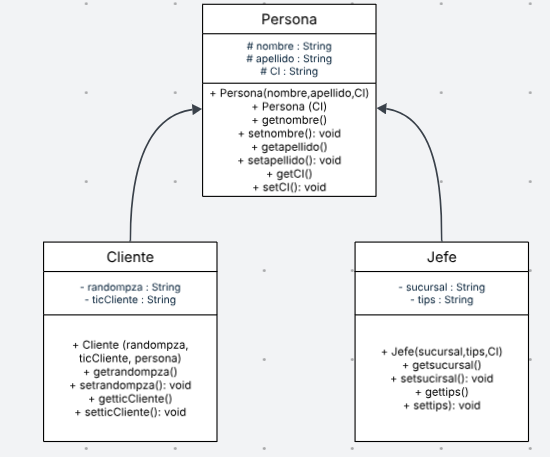 Persona
# nombre : String
# apellido : String
# CI : String
+ Persona(nombre,apellido,CI)
+ Persona (CI)
+ getnombre()
+ setnombre(): void
+ getapellido()
+ setapellido(): void
+ getCI()
+ setCI(): void
Cliente
- randompza : String
- ticCliente : String
+ Cliente (randompza,
ticCliente, persona)
+ getrandompza()
+ setrandompza(): void
+ getticCliente()
+ setticCliente(): void
Jefe
- sucursal : String
- tips : String
+ Jefe(sucursal,tips,CI)
+ getsucursal()
+ setsucirsal(): void
+ gettips()
+ settips): void